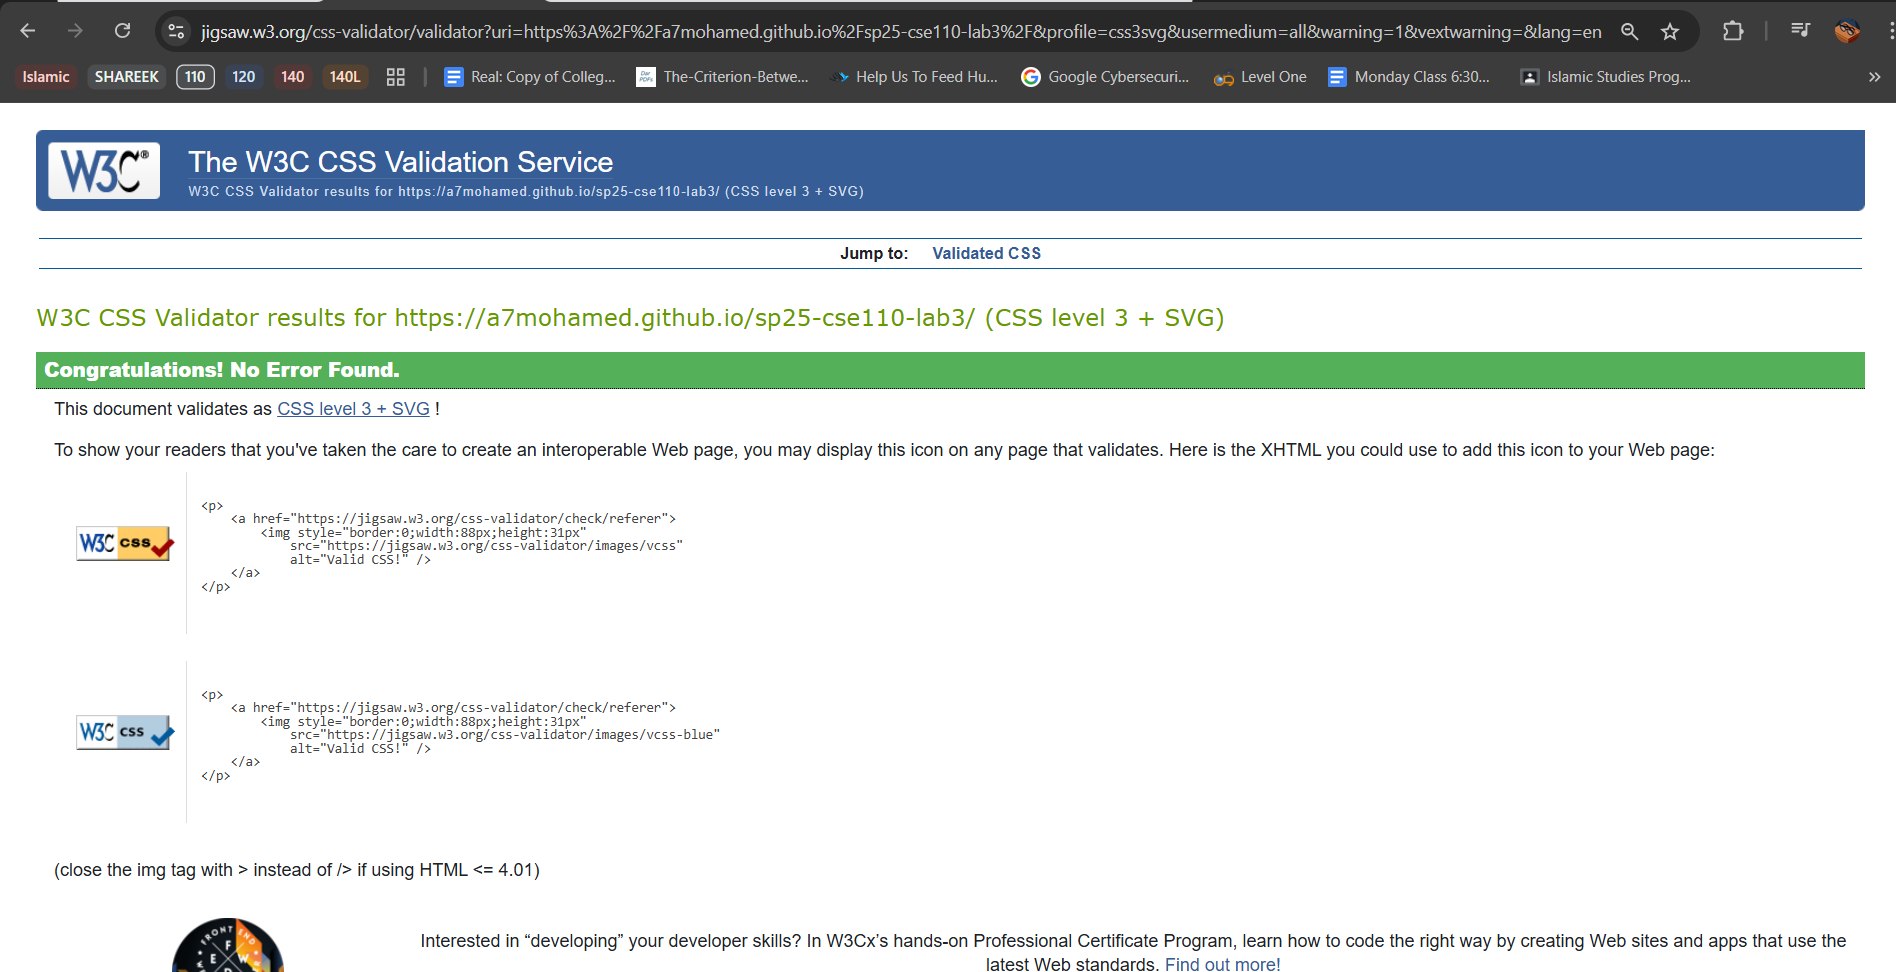 jigsaw.w3.org/css-validator/validator?uri=https%3A%2F%2Fa7mohamed.github.io%2Fsp25-cse110-lab3%2F&profile=css3svg&usermedium=all&warning=1&vextwarning=&lang=en
Islamic SHAREEK 110 120 140 140L Real: Copy of Colleg... The-Criterion-Betwe... Help Us To Feed Hu... Google Cybersecuri... Level One Monday Class 6:30... Islamic Studies Prog...
W3C® The W3C CSS Validation Service
W3C CSS Validator results for https://a7mohamed.github.io/sp25-cse110-lab3/ (CSS level 3 + SVG)
Jump to: Validated CSS
W3C CSS Validator results for https://a7mohamed.github.io/sp25-cse110-lab3/ (CSS level 3 + SVG)
Congratulations! No Error Found.
This document validates as CSS level 3 + SVG !
To show your readers that you've taken the care to create an interoperable Web page, you may display this icon on any page that validates. Here is the XHTML you could use to add this icon to your Web page:
W3C css
<p>
<a href="https://jigsaw.w3.org/css-validator/check/referer">
<img style="border:0;width:88px;height:31px"
src="https://jigsaw.w3.org/css-validator/images/vcss"
alt="Valid CSS!" />
</a>
</p>
W3C css
<p>
<a href="https://jigsaw.w3.org/css-validator/check/referer">
<img style="border:0;width:88px;height:31px"
src="https://jigsaw.w3.org/css-validator/images/vcss-blue"
alt="Valid CSS!" />
</a>
</p>
(close the img tag with > instead of /> if using HTML <= 4.01)
FRONT END
Interested in “developing” your developer skills? In W3Cx’s hands-on Professional Certificate Program, learn how to code the right way by creating Web sites and apps that use the
latest Web standards. Find out more!